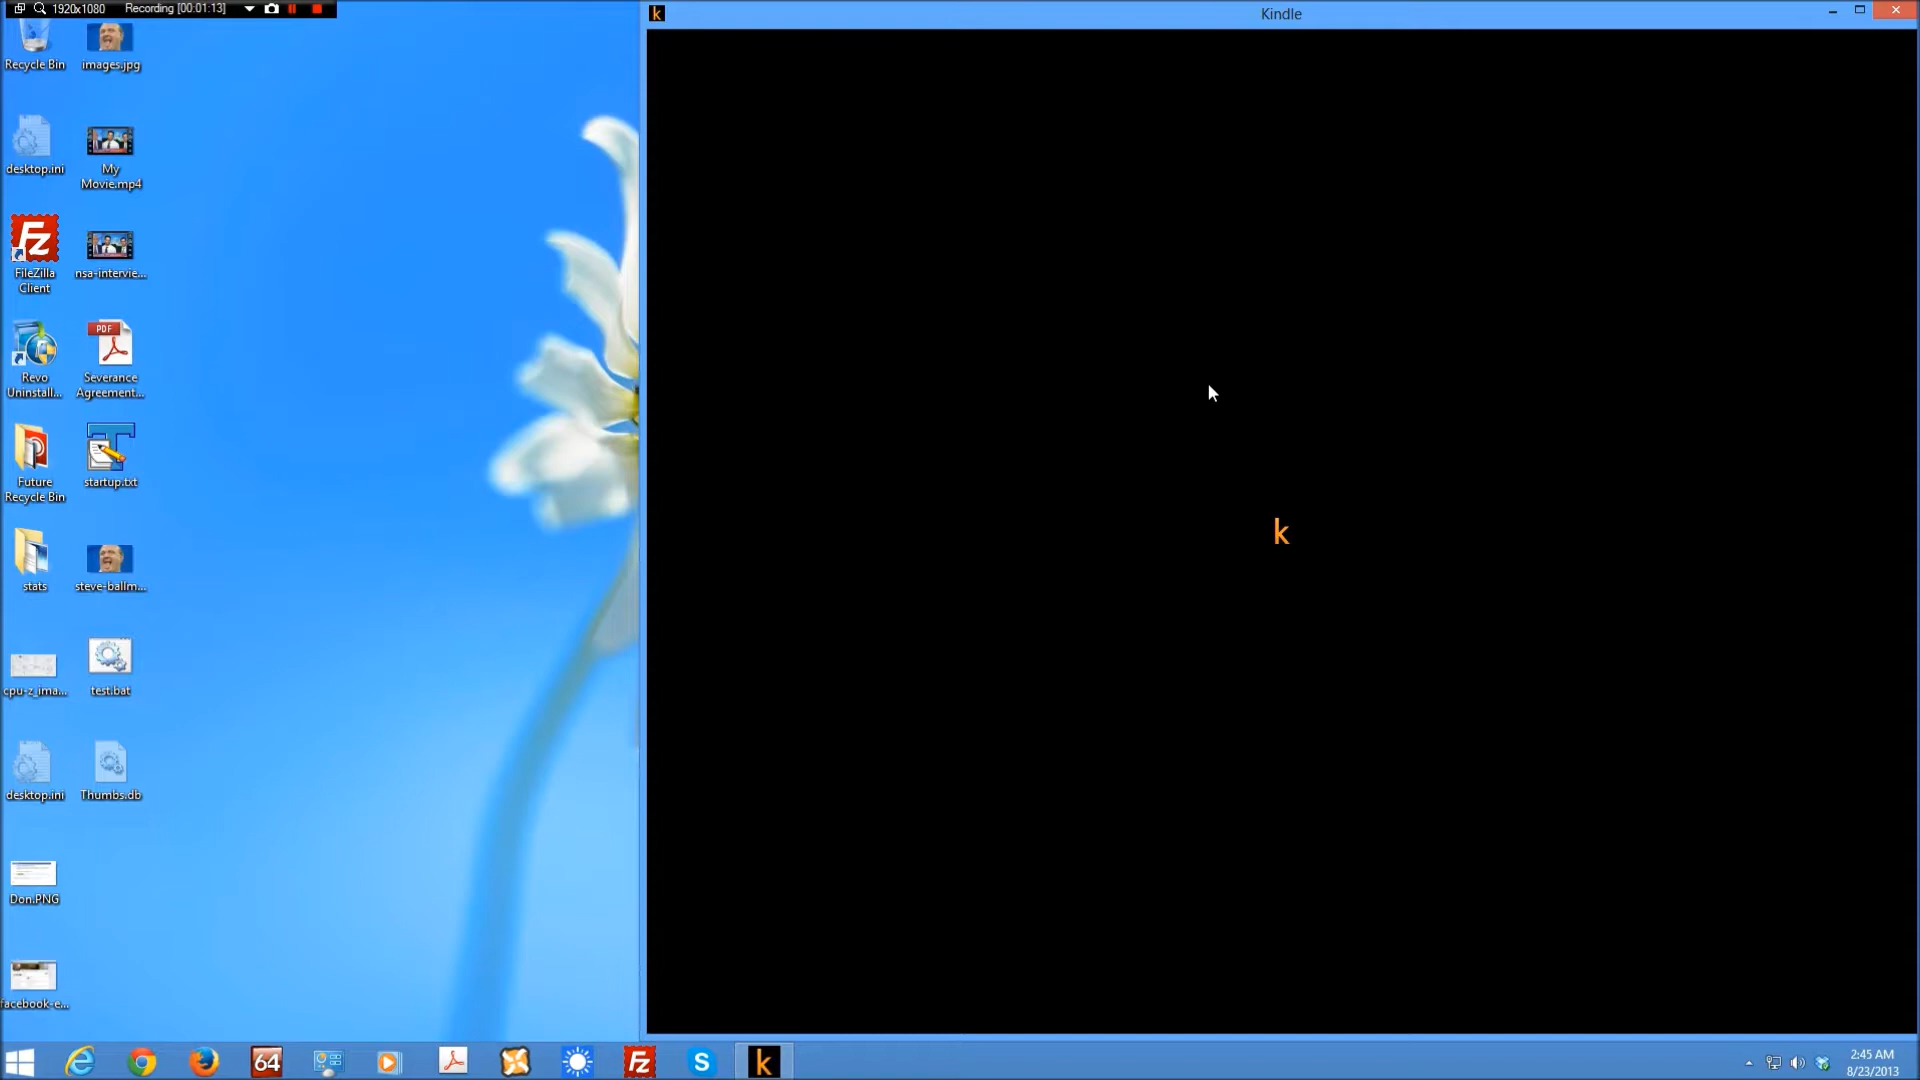 1920x1080 Recording [00:01:13]
k Kindle
Recycle Bin
images.jpg
desktop.ini
My
Movie.mp4
Fz
FileZilla
Client
nsa-intervie...
Revo
Uninstall...
PDF
Severance
Agreement...
Future
Recycle Bin
startup.txt
k
stats
steve-ballm...
cpu-z_ima...
test.bat
desktop.ini
Thumbs.db
Don.PNG
facebook-e...
64
Fz
S
k
2:45 AM
8/23/2013